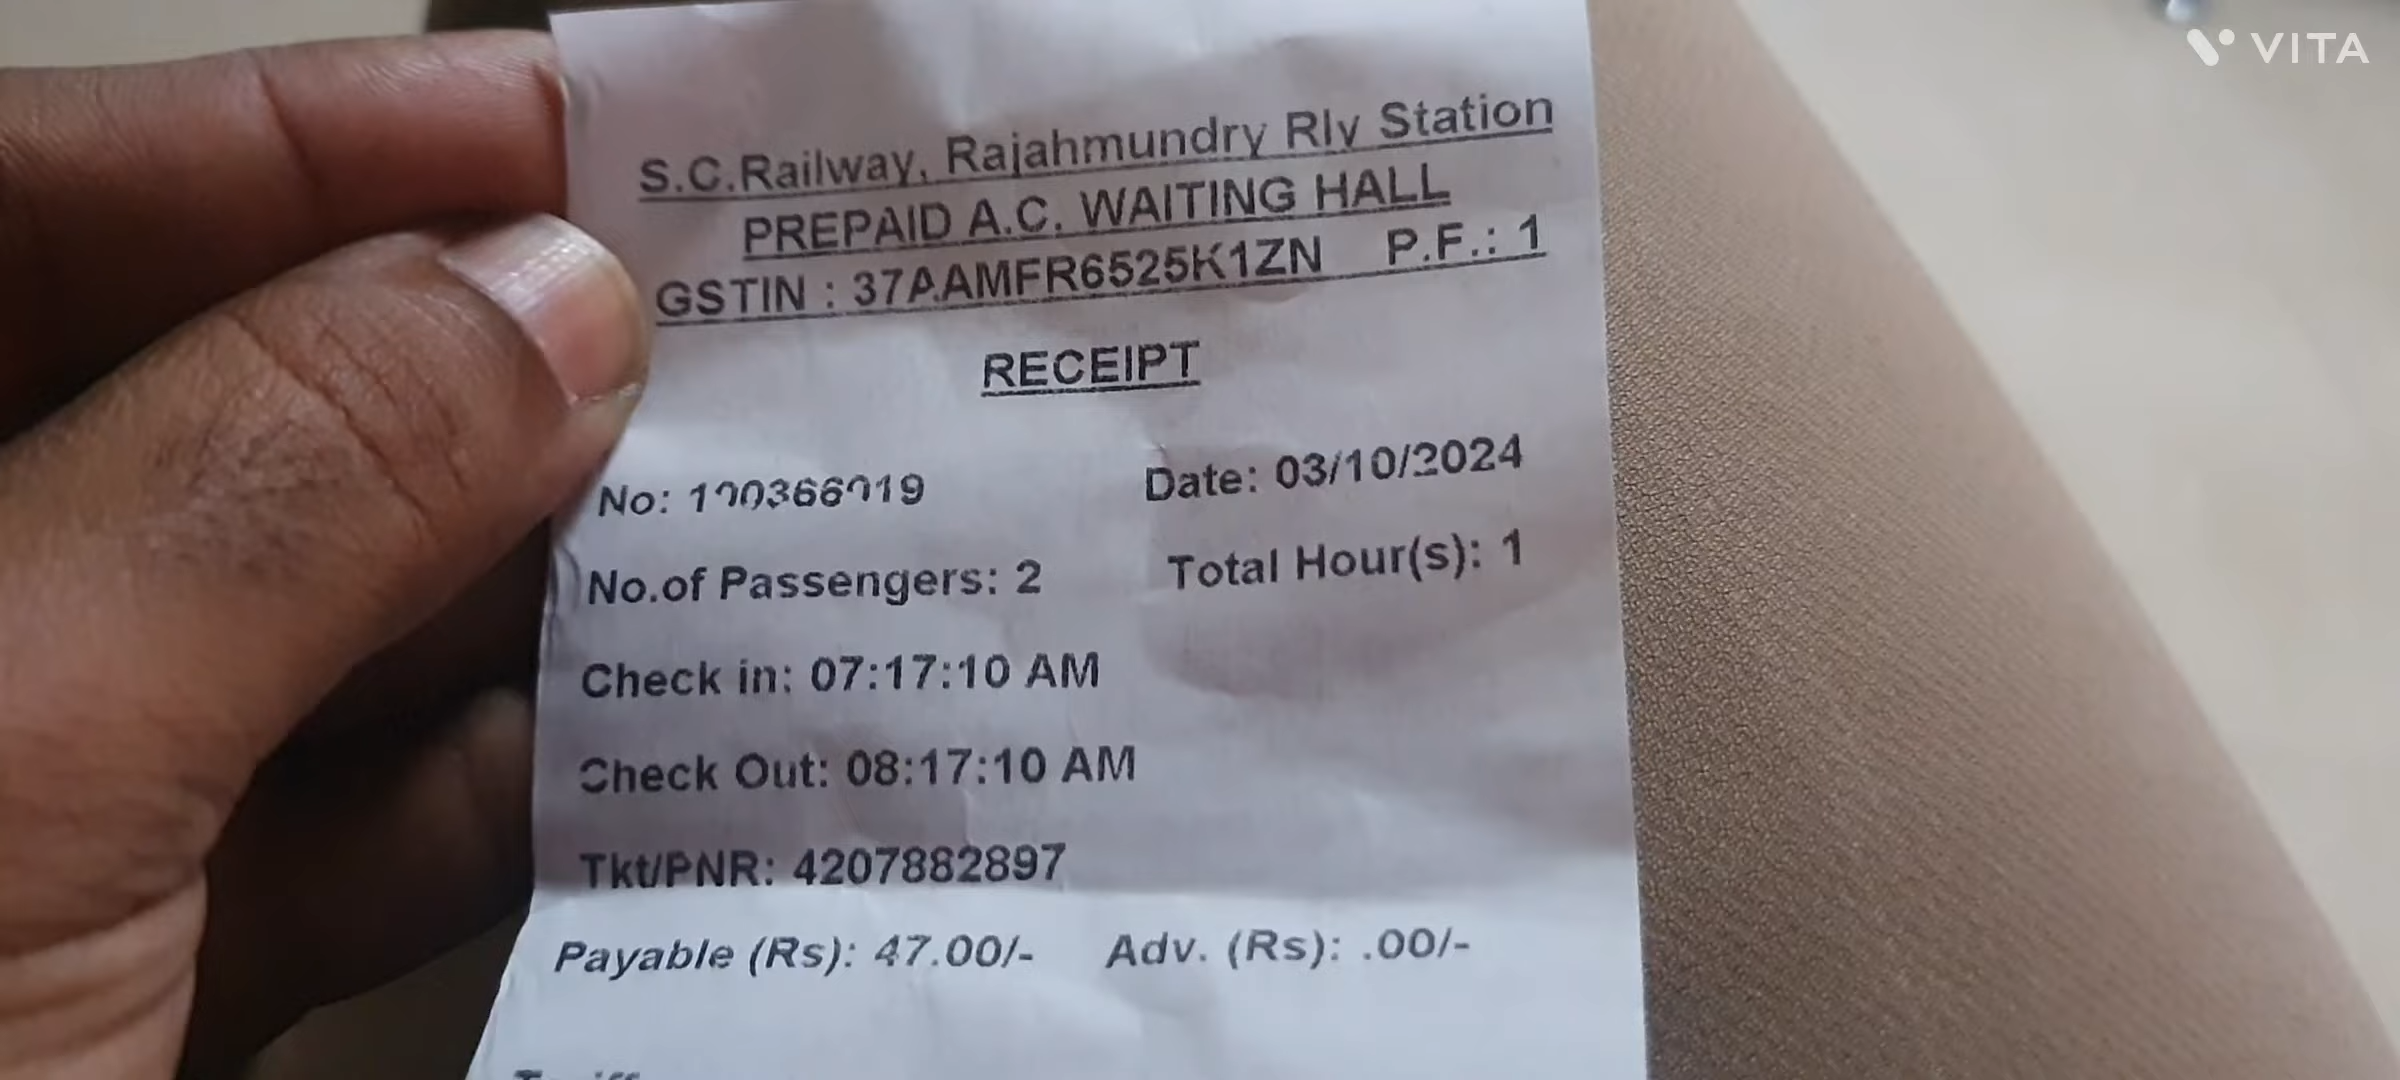 VITA
S.C.Railway, Rajahmundry Rly Station
PREPAID A.C. WAITING HALL
GSTIN : 37AAMFR6525K1ZN P.F.: 1
RECEIPT
No: 100366019 Date: 03/10/2024
No.of Passengers: 2 Total Hour(s): 1
Check in: 07:17:10 AM
Check Out: 08:17:10 AM
Tkt/PNR: 4207882897
Payable (Rs): 47.00/- Adv. (Rs): .00/-